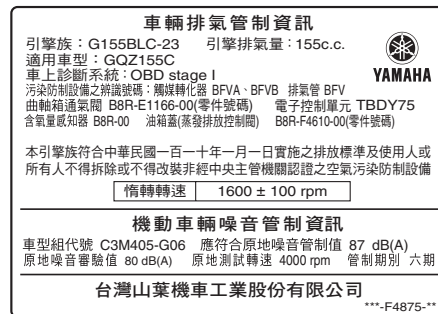 車輛排氣管制資訊
引擎族：G155BLC-23 引擎排氣量：155c.c.
適用車型：GQZ155C
車上診斷系統：OBD stage I
YAMAHA
污染防制設備之辨識號碼：觸媒轉化器 BFVA、BFVB 排氣管 BFV
曲軸箱通氣閥 B8R-E1166-00(零件號碼) 電子控制單元 TBDY75
含氧量感知器 B8R-00 油箱蓋(蒸發排放控制閥) B8R-F4610-00(零件號碼)
本引擎族符合中華民國一百一十年一月一日實施之排放標準及使用人或
所有人不得拆除或不得改裝非經中央主管機關認證之空氣污染防制設備
惰轉轉速 1600 ± 100 rpm
機動車輛噪音管制資訊
車型組代號 C3M405-G06 應符合原地噪音管制值 87 dB(A)
原地噪音審驗值 80 dB(A) 原地測試轉速 4000 rpm 管制期別 六期
台灣山葉機車工業股份有限公司
***-F4875-**